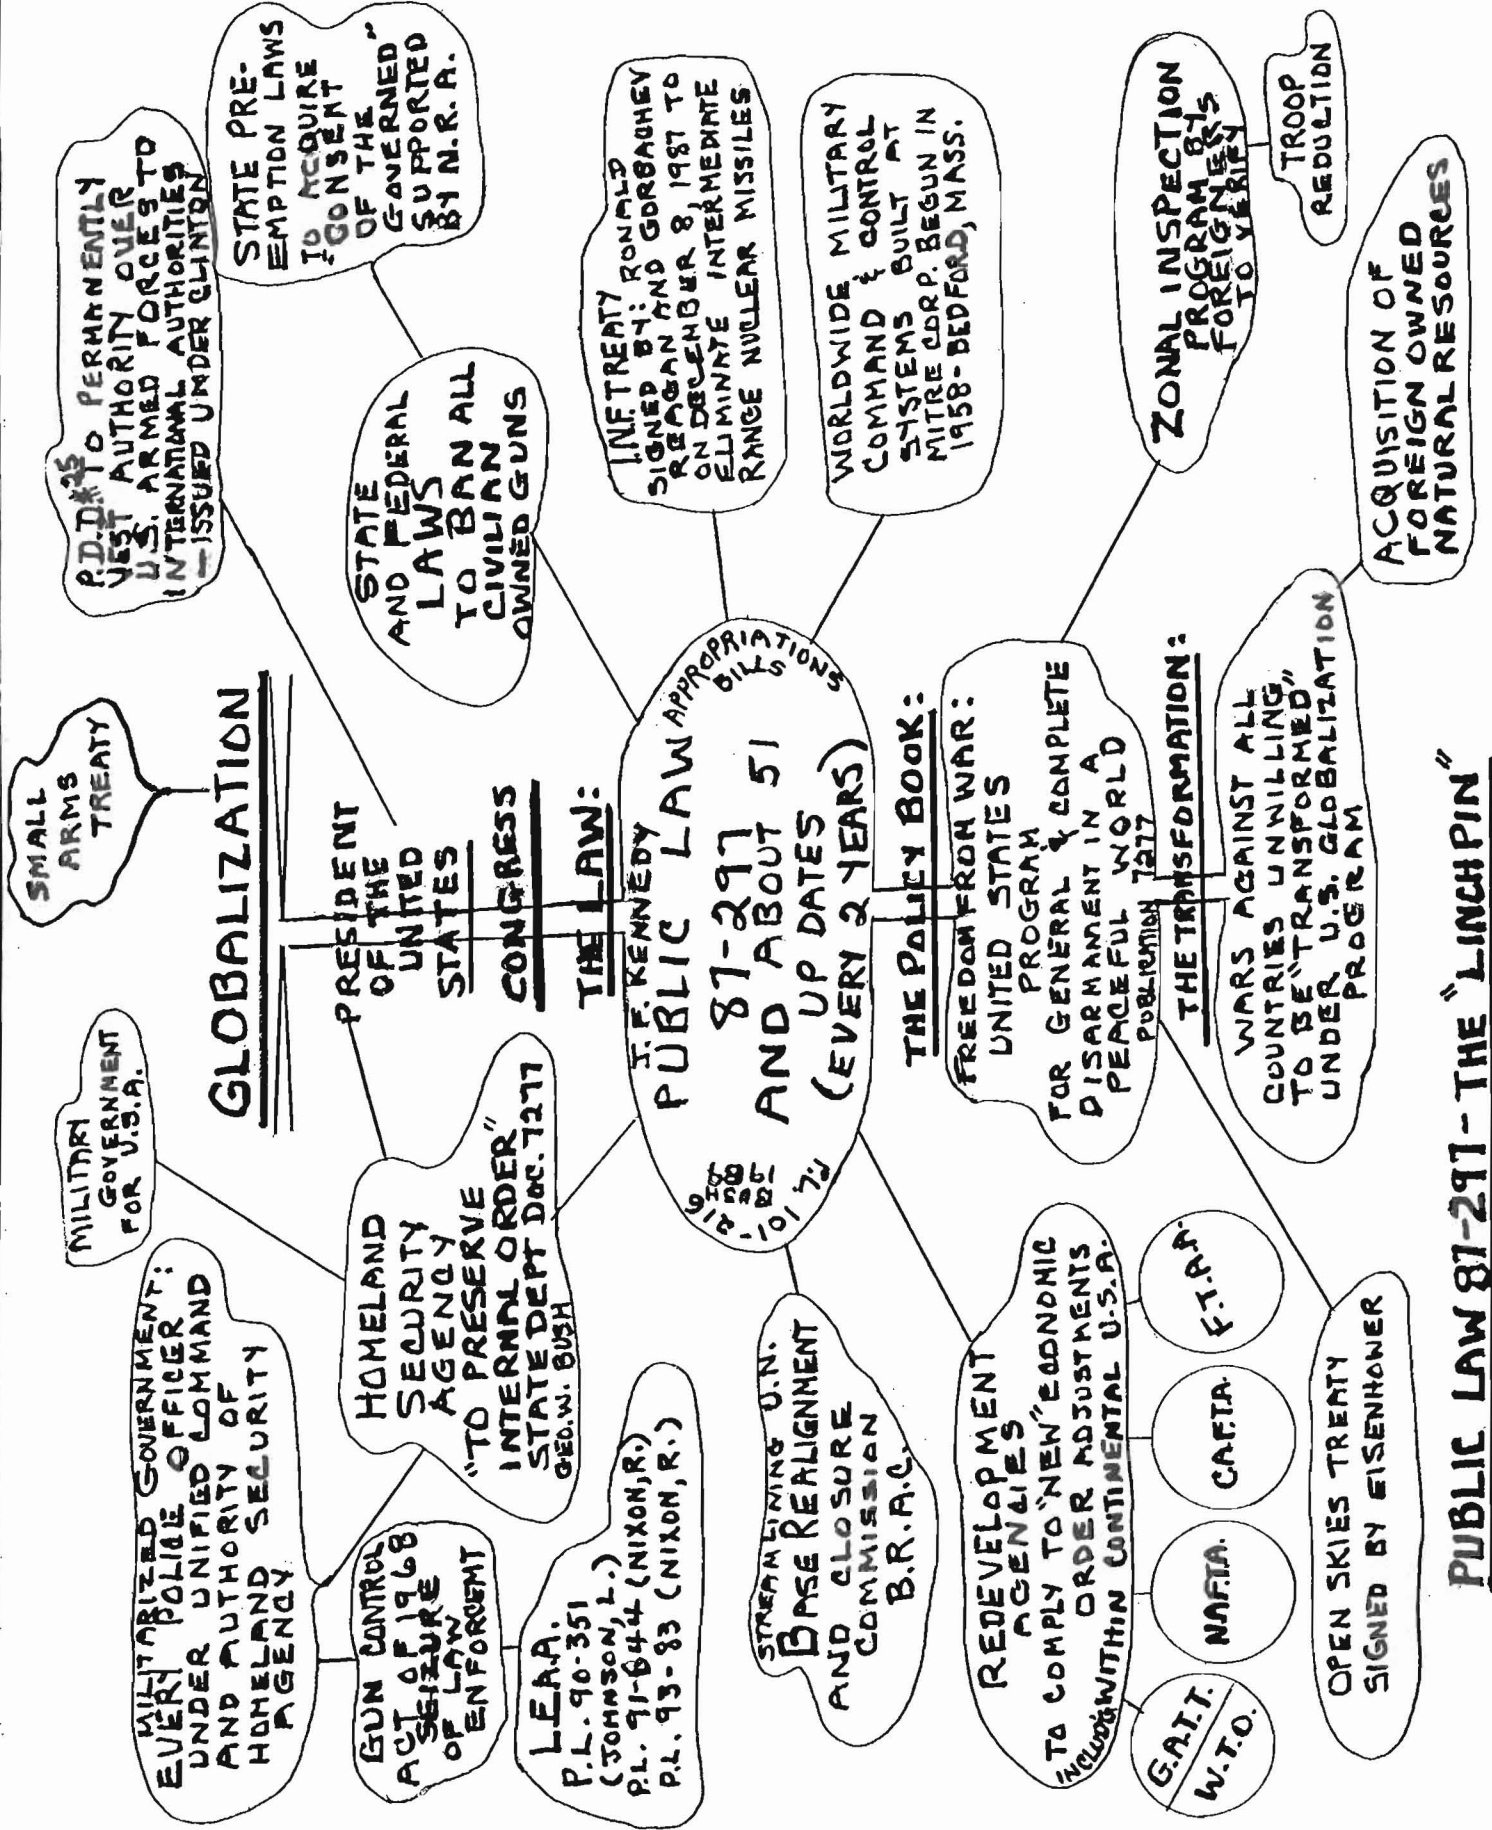 SMALL
ARMS
TREATY
MILITARY
GOVERNMENT
FOR U.S.A.
P.D.D.#25
TO PERMANENTLY
VEST AUTHORITY OVER
U.S. ARMED FORCES TO
INTERNATIONAL AUTHORITIES
—ISSUED UNDER CLINTON
MILITARIZED GOVERNMENT:
EVERY POLICE OFFICER
UNDER UNIFIED COMMAND
AND AUTHORITY OF
HOMELAND SECURITY
AGENCY
GLOBALIZATION
STATE PRE-
EMPTION LAWS
TO ACQUIRE
"CONSENT
OF THE
GOVERNED"
SUPPORTED
BY N.R.A.
PRESIDENT
OF THE
UNITED
STATES
HOMELAND
SECURITY
AGENCY
"TO PRESERVE
INTERNAL ORDER"
STATE DEPT DOC. 7277
GEO.W. BUSH
STATE
AND FEDERAL
LAWS
TO BAN ALL
CIVILIAN
OWNED GUNS
GUN CONTROL
ACT OF 1968
SEIZURE
OF LAW
ENFORCEMT
CONGRESS
L.E.A.A.
P.L. 90-351
(JOHNSON, L.)
P.L. 91-644 (NIXON, R.)
P.L. 93-83 (NIXON, R.)
THE LAW:
J.F. KENNEDY
PUBLIC LAW
87-297
AND ABOUT 51
UP DATES
(EVERY 2 YEARS)
APPROPRIATIONS
BILLS
P.L. 101-216
BUSH
1989
I.N.F. TREATY
SIGNED BY: RONALD
REAGAN AND GORBACHEV
ON DECEMBER 8, 1987 TO
ELIMINATE INTERMEDIATE
RANGE NUCLEAR MISSILES
WORLDWIDE MILITARY
COMMAND & CONTROL
SYSTEMS BUILT AT
MITRE CORP. BEGUN IN
1958-BEDFORD, MASS.
STREAMLINING U.N.
BASE REALIGNMENT
AND CLOSURE
COMMISSION
B.R.A.C.
THE POLICY BOOK:
FREEDOM FROM WAR:
UNITED STATES
PROGRAM
FOR GENERAL & COMPLETE
DISARMAMENT IN A
PEACEFUL WORLD
PUBLICATION 7277
REDEVELOPMENT
AGENCIES
TO COMPLY TO "NEW" ECONOMIC
ORDER ADJUSTMENTS
INCLUD'G WITHIN CONTINENTAL U.S.A.
G.A.T.T.
W.T.O.
N.A.F.T.A.
C.A.F.T.A.
F.T.A.A.
ZONAL INSPECTION
PROGRAM BY
FOREIGNERS
TO VERIFY
TROOP
REDUCTION
THE TRANSFORMATION:
WARS AGAINST ALL
COUNTRIES UNWILLING
TO BE "TRANSFORMED"
UNDER U.S. GLOBALIZATION
PROGRAM
OPEN SKIES TREATY
SIGNED BY EISENHOWER
ACQUISITION OF
FOREIGN OWNED
NATURAL RESOURCES
PUBLIC LAW 87-297-THE "LINCHPIN"